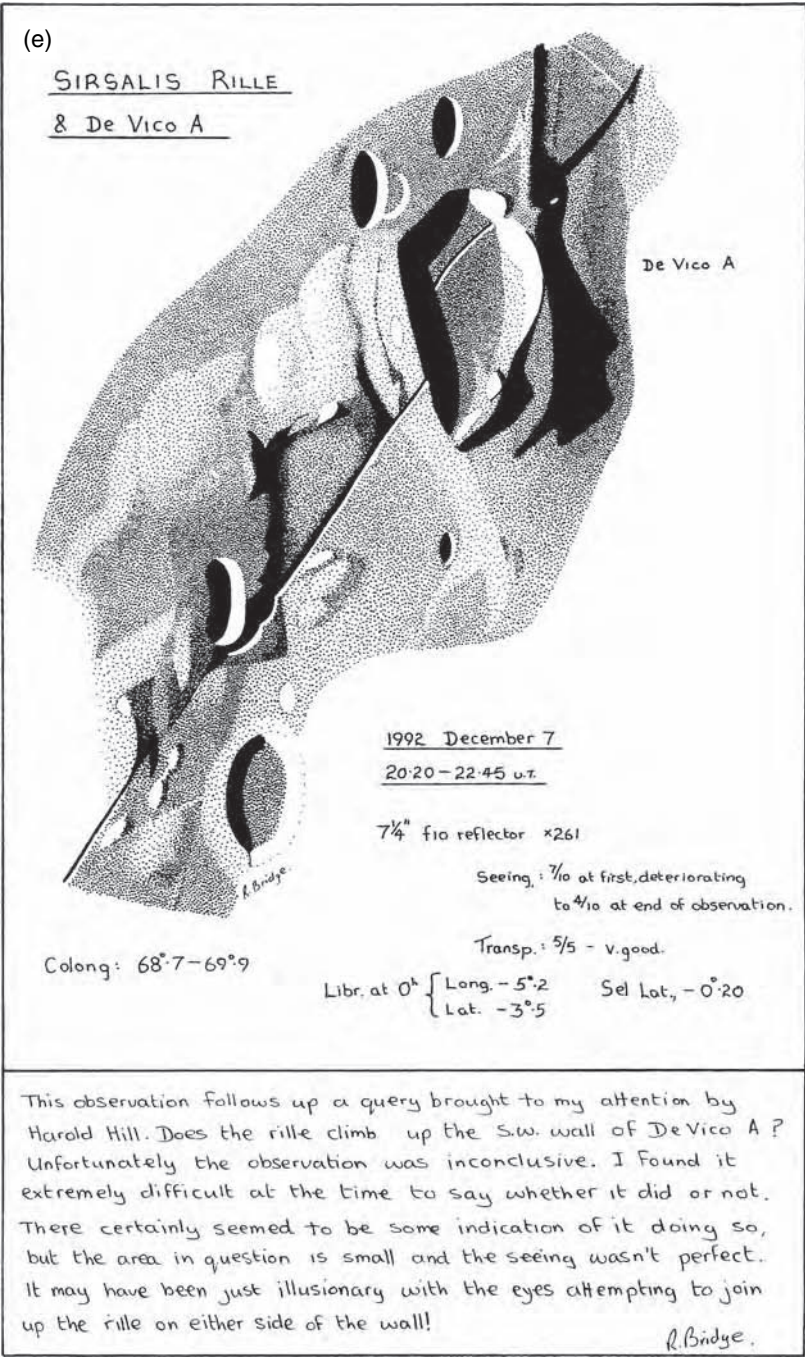 (e)
SIRSALIS RILLE
& De Vico A
De Vico A
R.Bridge.
1992 December 7
20·20 – 22·45 U.T.
7¼" f10 reflector ×261
Seeing : 7/10 at first, deteriorating
to 4/10 at end of observation.
Transp. : 5/5 – v.good.
Colong: 68°·7 – 69°·9
Libr. at 0ʰ { Long. – 5°·2
Lat. – 3°·5
Sel Lat., – 0°·20
This observation follows up a query brought to my attention by
Harold Hill. Does the rille climb up the S.W. wall of De Vico A ?
Unfortunately the observation was inconclusive. I found it
extremely difficult at the time to say whether it did or not.
There certainly seemed to be some indication of it doing so,
but the area in question is small and the seeing wasn't perfect.
It may have been just illusionary with the eyes attempting to join
up the rille on either side of the wall!
R.Bridge.